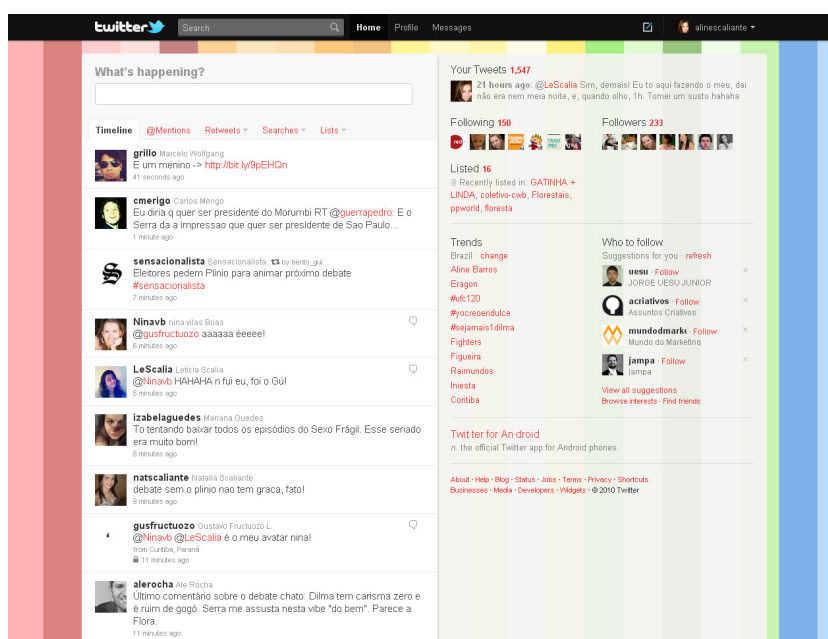 twitter Search Home Profile Messages alinescaliante
What's happening?
Timeline @Mentions Retweets Searches Lists
grillo Marcelo Wolfgang
E um menino -> http://bit.ly/9pEHQn
41 seconds ago
cmerigo Carlos Merigo
Eu diria q quer ser presidente do Morumbi RT @guerrapedro: E o
Serra da a impressao que quer ser presidente de Sao Paulo...
1 minute ago
sensacionalista Sensacionalista by bento_gui
Eleitores pedem Plínio para animar próximo debate
#sensacionalista
7 minutes ago
Ninavb nina vilas Boas
@gusfructuozo aaaaaa êeeee!
6 minutes ago
LeScalia Letícia Scalia
@Ninavb HAHAHA n fui eu, foi o Gú!
8 minutes ago
izabelaguedes Mariana Guedes
To tentando baixar todos os episódios do Sexo Frágil. Esse seriado
era muito bom!
8 minutes ago
natscaliante Natalia Scaliante
debate sem o plinio nao tem graca, fato!
9 minutes ago
gusfructuozo Gustavo Fructuozo L
@Ninavb @LeScalia é o meu avatar nina!
from Curitiba, Paraná
11 minutes ago
alerocha Ale Rocha
Último comentário sobre o debate chato: Dilma tem carisma zero e
é ruim de gogó. Serra me assusta nesta vibe "do bem". Parece a
Flora.
11 minutes ago
Your Tweets 1,547
21 hours ago: @LeScalia Sim, demais! Eu to aqui fazendo o meu, dai
não era nem meia noite, e, quando olho, 1h. Tomei um susto hahaha
Following 150
Followers 233
red
Listed 16
Recently listed in: GATINHA +
LINDA, coletivo-cwb, Florestais,
ppworld, floresta
Trends
Brazil · change
Aline Barros
Eragon
#ufc120
#yocreoendulce
#sejamais1dilma
Fighters
Figueira
Raimundos
Iniesta
Coritiba
Who to follow
Suggestions for you · refresh
uesu · Follow
JORGE UESU JUNIOR
acriativos · Follow
Assuntos Criativos
mundodmarke · Follow
Mundo do Marketing
jampa · Follow
jampa
View all suggestions
Browse interests · Find friends
Twitter for An·droid
n. the official Twitter app for Android phones.
About · Help · Blog · Status · Jobs · Terms · Privacy · Shortcuts
Businesses · Media · Developers · Widgets · © 2010 Twitter